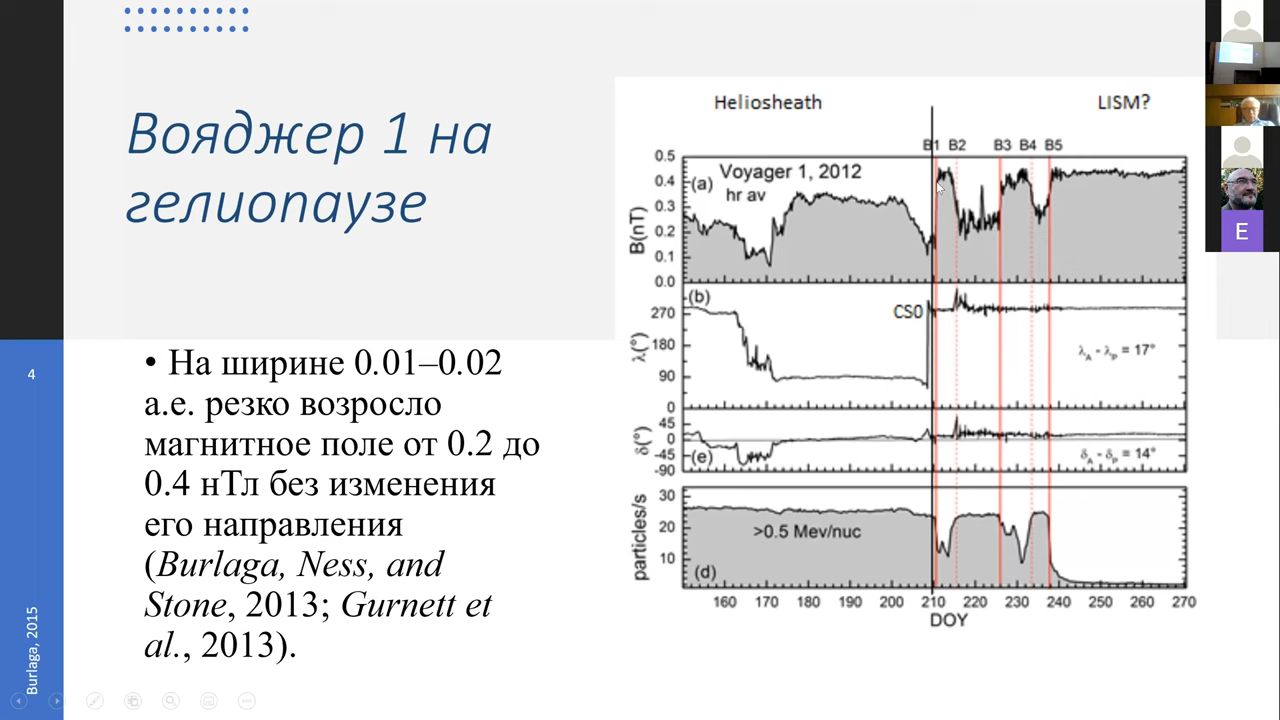 Вояджер 1 на
гелиопаузе
• На ширине 0.01–0.02
а.е. резко возросло
магнитное поле от 0.2 до
0.4 нТл без изменения
его направления
(Burlaga, Ness, and
Stone, 2013; Gurnett et
al., 2013).
4
Burlaga, 2015
Heliosheath
LISM?
B1 B2 B3 B4 B5
(a)
Voyager 1, 2012
hr av
B(nT)
0.5
0.4
0.3
0.2
0.1
0.0
(b)
CS0
λ(°)
270
180
90
0
λA - λP = 17°
δ(°)
45
0
-45
-90
(e)
δA - δP = 14°
particles/s
30
20
10
>0.5 Mev/nuc
(d)
160 170 180 190 200 210 220 230 240 250 260 270
DOY
E